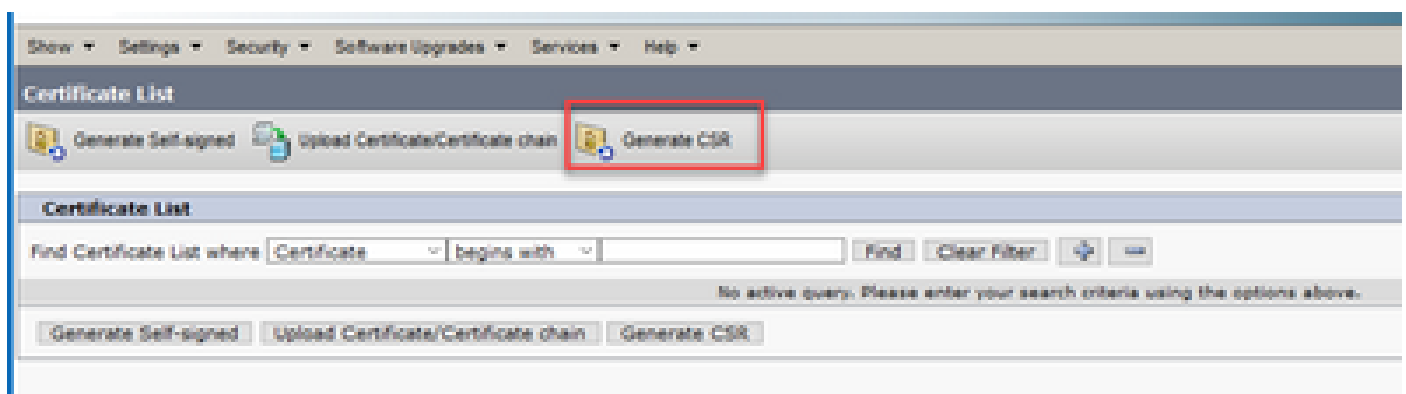 Show Settings Security Software Upgrades Services Help
Certificate List
Generate Self-signed Upload Certificate/Certificate chain Generate CSR
Certificate List
Find Certificate List where Certificate begins with Find Clear Filter
No active query. Please enter your search criteria using the options above.
Generate Self-signed Upload Certificate/Certificate chain Generate CSR